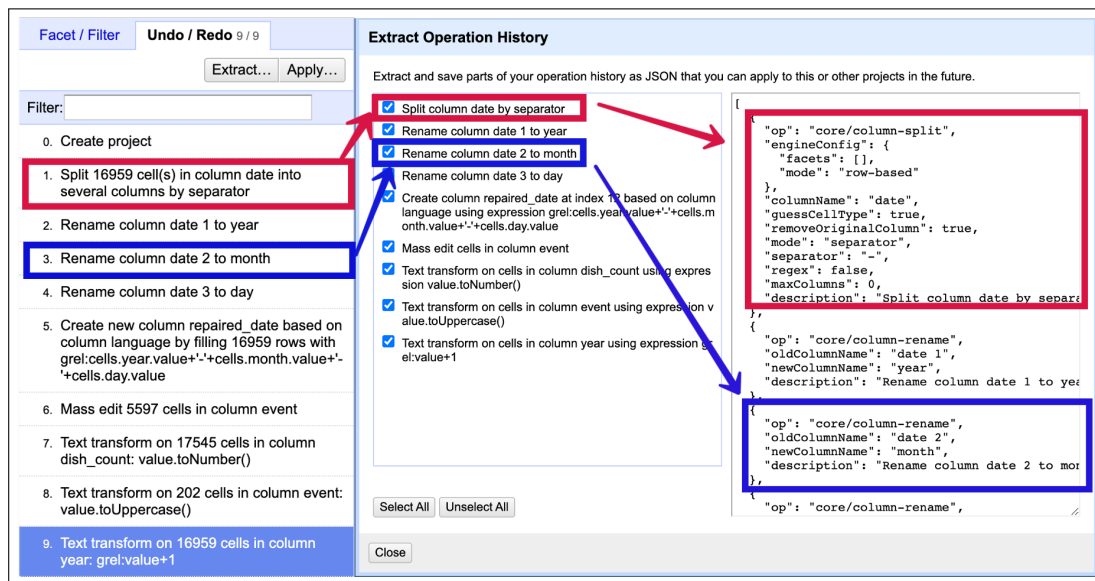 Facet / Filter
Undo / Redo 9 / 9
Extract...
Apply...
Filter:
0. Create project
1. Split 16959 cell(s) in column date into
several columns by separator
2. Rename column date 1 to year
3. Rename column date 2 to month
4. Rename column date 3 to day
5. Create new column repaired_date based on
column language by filling 16959 rows with
grel:cells.year.value+'-'+cells.month.value+'-
'+cells.day.value
6. Mass edit 5597 cells in column event
7. Text transform on 17545 cells in column
dish_count: value.toNumber()
8. Text transform on 202 cells in column event:
value.toUppercase()
9. Text transform on 16959 cells in column
year: grel:value+1
Extract Operation History
Extract and save parts of your operation history as JSON that you can apply to this or other projects in the future.
Split column date by separator
Rename column date 1 to year
Rename column date 2 to month
Rename column date 3 to day
Create column repaired_date at index 12 based on column
language using expression grel:cells.year.value+'-'+cells.m
onth.value+'-'+cells.day.value
Mass edit cells in column event
Text transform on cells in column dish_count using expres
sion value.toNumber()
Text transform on cells in column event using expression v
alue.toUppercase()
Text transform on cells in column year using expression gr
el:value+1
Select All
Unselect All
Close
[
{
"op": "core/column-split",
"engineConfig": {
"facets": [],
"mode": "row-based"
},
"columnName": "date",
"guessCellType": true,
"removeOriginalColumn": true,
"mode": "separator",
"separator": "-",
"regex": false,
"maxColumns": 0,
"description": "Split column date by separa
},
{
"op": "core/column-rename",
"oldColumnName": "date 1",
"newColumnName": "year",
"description": "Rename column date 1 to yea
},
{
"op": "core/column-rename",
"oldColumnName": "date 2",
"newColumnName": "month",
"description": "Rename column date 2 to mon
},
{
"op": "core/column-rename",